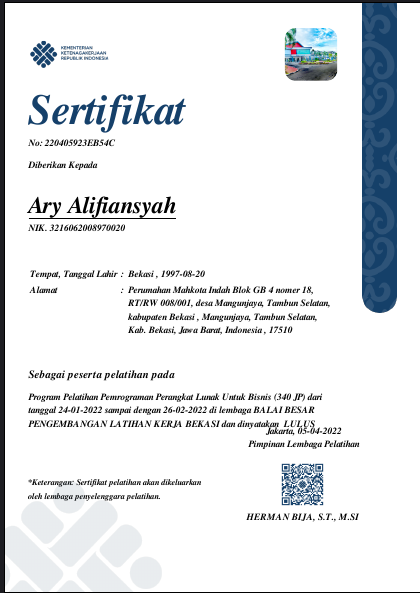 KEMENTERIAN
KETENAGAKERJAAN
REPUBLIK INDONESIA
Sertifikat
No: 220405923EB54C
Diberikan Kepada
Ary Alifiansyah
NIK. 3216062008970020
Tempat, Tanggal Lahir : Bekasi , 1997-08-20
Alamat : Perumahan Mahkota Indah Blok GB 4 nomer 18,
RT/RW 008/001, desa Mangunjaya, Tambun Selatan,
kabupaten Bekasi , Mangunjaya, Tambun Selatan,
Kab. Bekasi, Jawa Barat, Indonesia , 17510
Sebagai peserta pelatihan pada
Program Pelatihan Pemrograman Perangkat Lunak Untuk Bisnis (340 JP) dari
tanggal 24-01-2022 sampai dengan 26-02-2022 di lembaga BALAI BESAR
PENGEMBANGAN LATIHAN KERJA BEKASI dan dinyatakan LULUS
Jakarta, 05-04-2022
Pimpinan Lembaga Pelatihan
*Keterangan: Sertifikat pelatihan akan dikeluarkan
oleh lembaga penyelenggara pelatihan.
HERMAN BIJA, S.T., M.SI